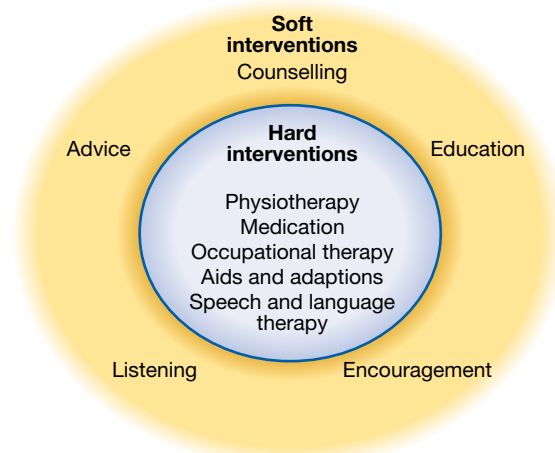 Soft
interventions
Counselling
Advice
Education
Hard
interventions
Physiotherapy
Medication
Occupational therapy
Aids and adaptions
Speech and language
therapy
Listening
Encouragement